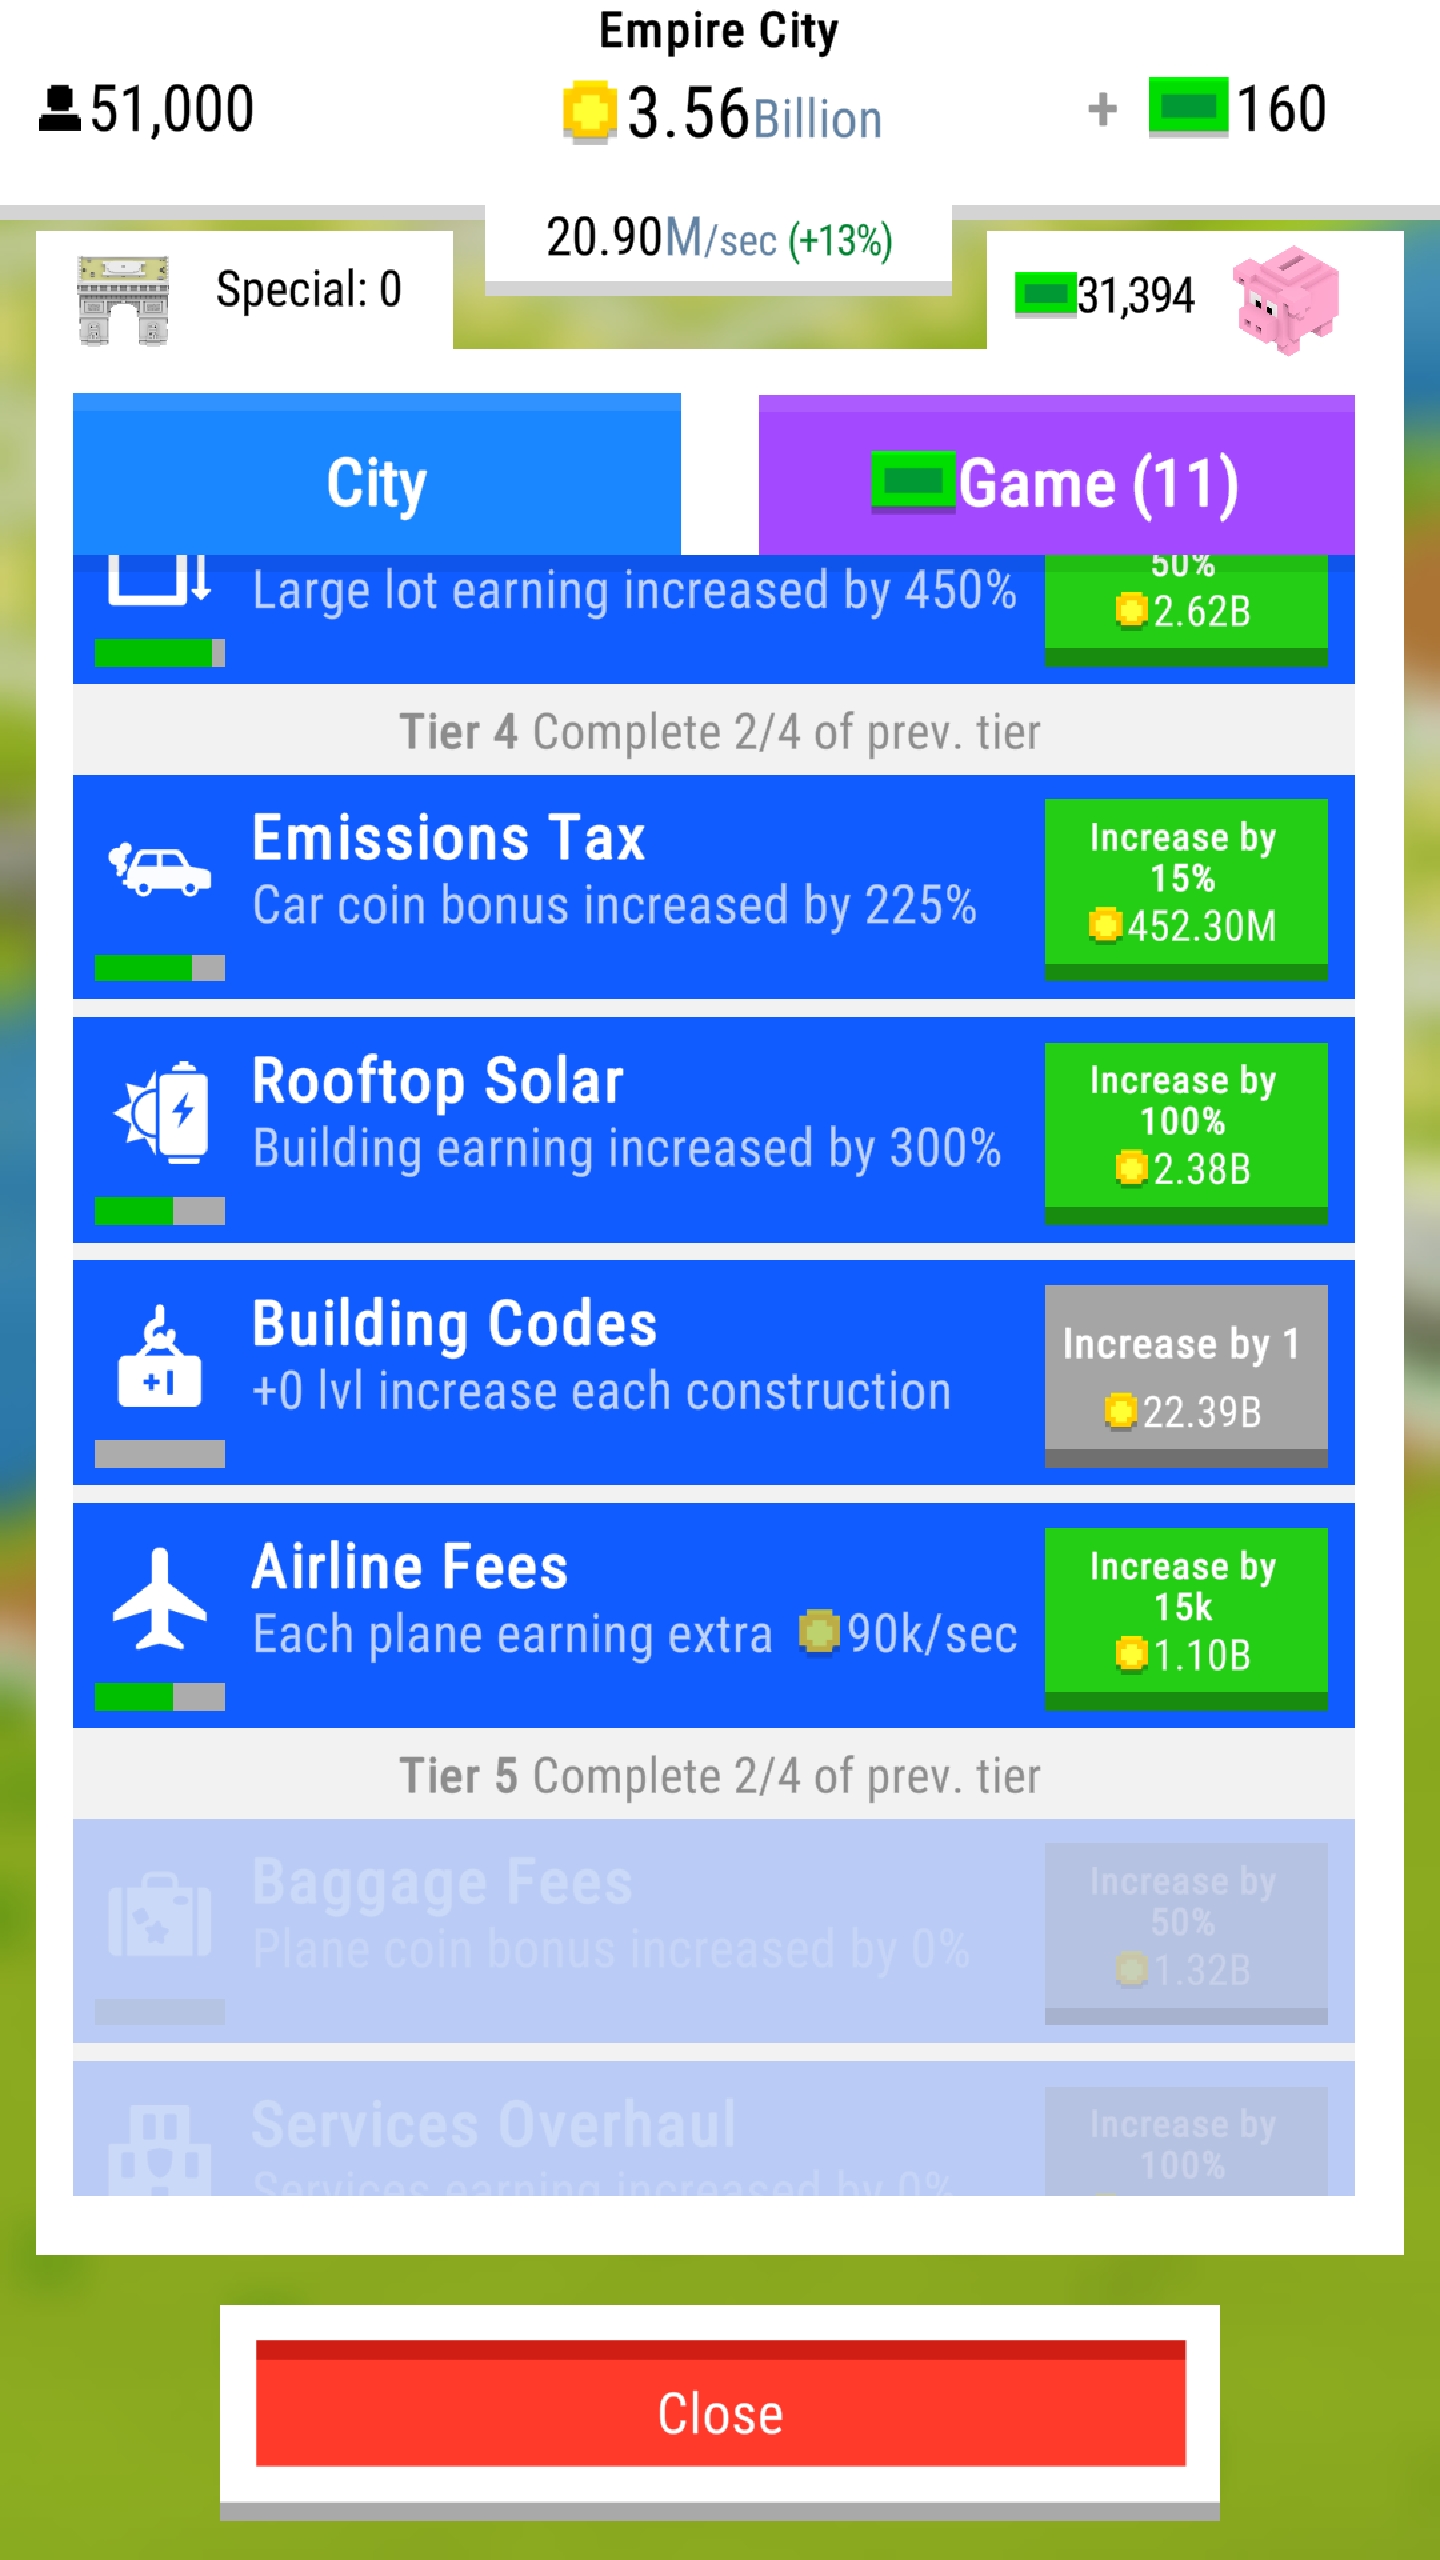 Empire City
51,000
3.56Billion
+ 160
20.90M/sec (+13%)
Special: 0
31,394
City
Game (11)
Large lot earning increased by 450%
50%
2.62B
Tier 4 Complete 2/4 of prev. tier
Emissions Tax
Car coin bonus increased by 225%
Increase by
15%
452.30M
Rooftop Solar
Building earning increased by 300%
Increase by
100%
2.38B
Building Codes
+0 lvl increase each construction
+1
Increase by 1
22.39B
Airline Fees
Each plane earning extra 90k/sec
Increase by
15k
1.10B
Tier 5 Complete 2/4 of prev. tier
Baggage Fees
Plane coin bonus increased by 0%
Increase by
50%
1.32B
Services Overhaul
Services earning increased by 0%
Increase by
100%
Close